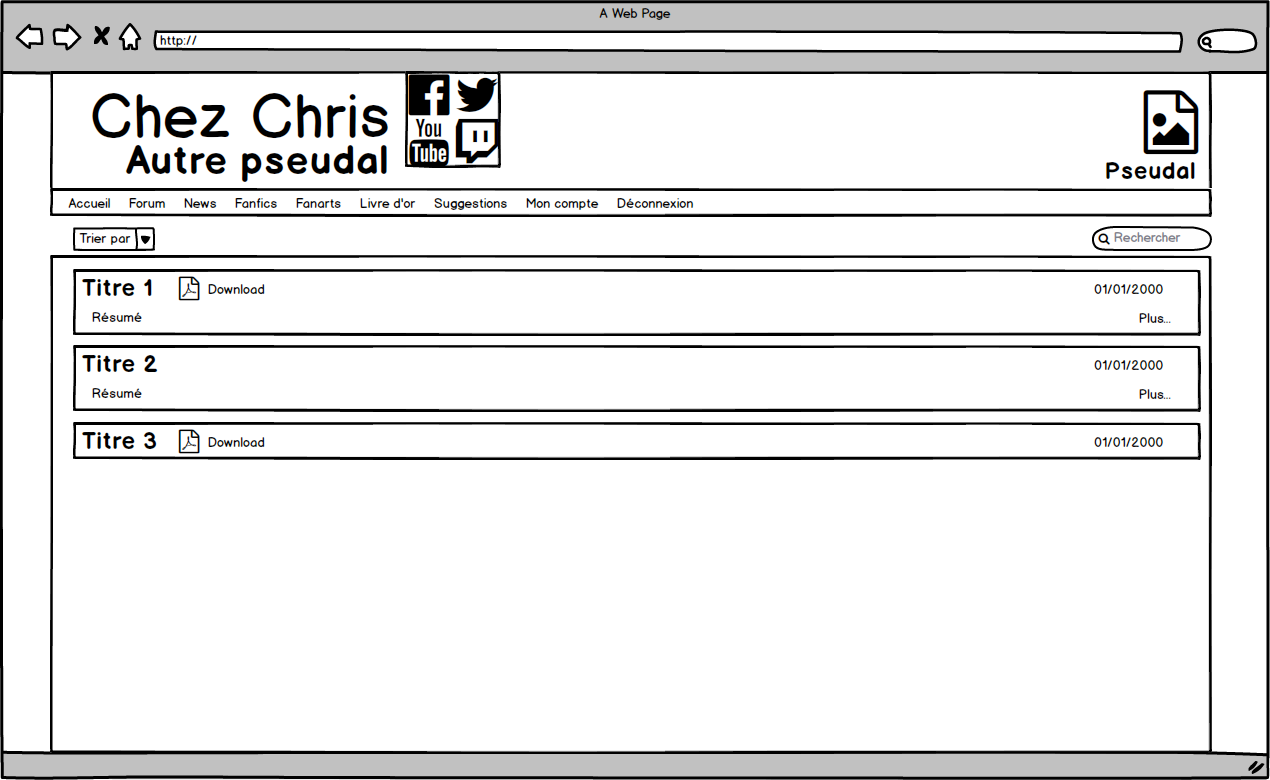 A Web Page
http://
Chez Chris
Autre pseudal
You
Tube
Pseudal
Accueil Forum News Fanfics Fanarts Livre d'or Suggestions Mon compte Déconnexion
Trier par
Rechercher
Titre 1 Download 01/01/2000
Résumé Plus...
Titre 2 01/01/2000
Résumé Plus...
Titre 3 Download 01/01/2000